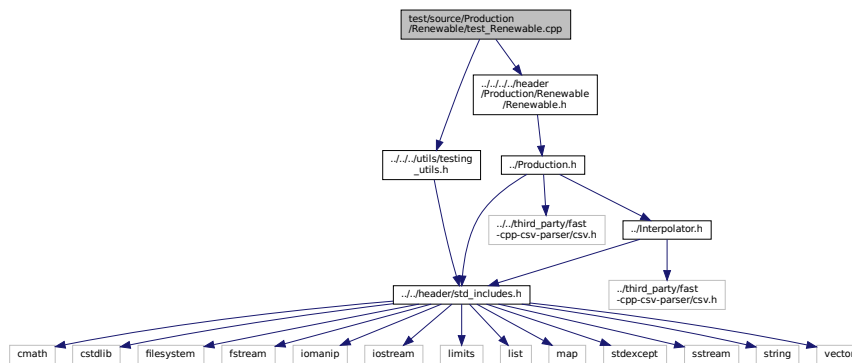 test/source/Production
/Renewable/test_Renewable.cpp
../../../../header
/Production/Renewable
/Renewable.h
../../../utils/testing
_utils.h
../Production.h
../../third_party/fast
-cpp-csv-parser/csv.h
../Interpolator.h
../third_party/fast
-cpp-csv-parser/csv.h
../../header/std_includes.h
cmath
cstdlib
filesystem
fstream
iomanip
iostream
limits
list
map
stdexcept
sstream
string
vector